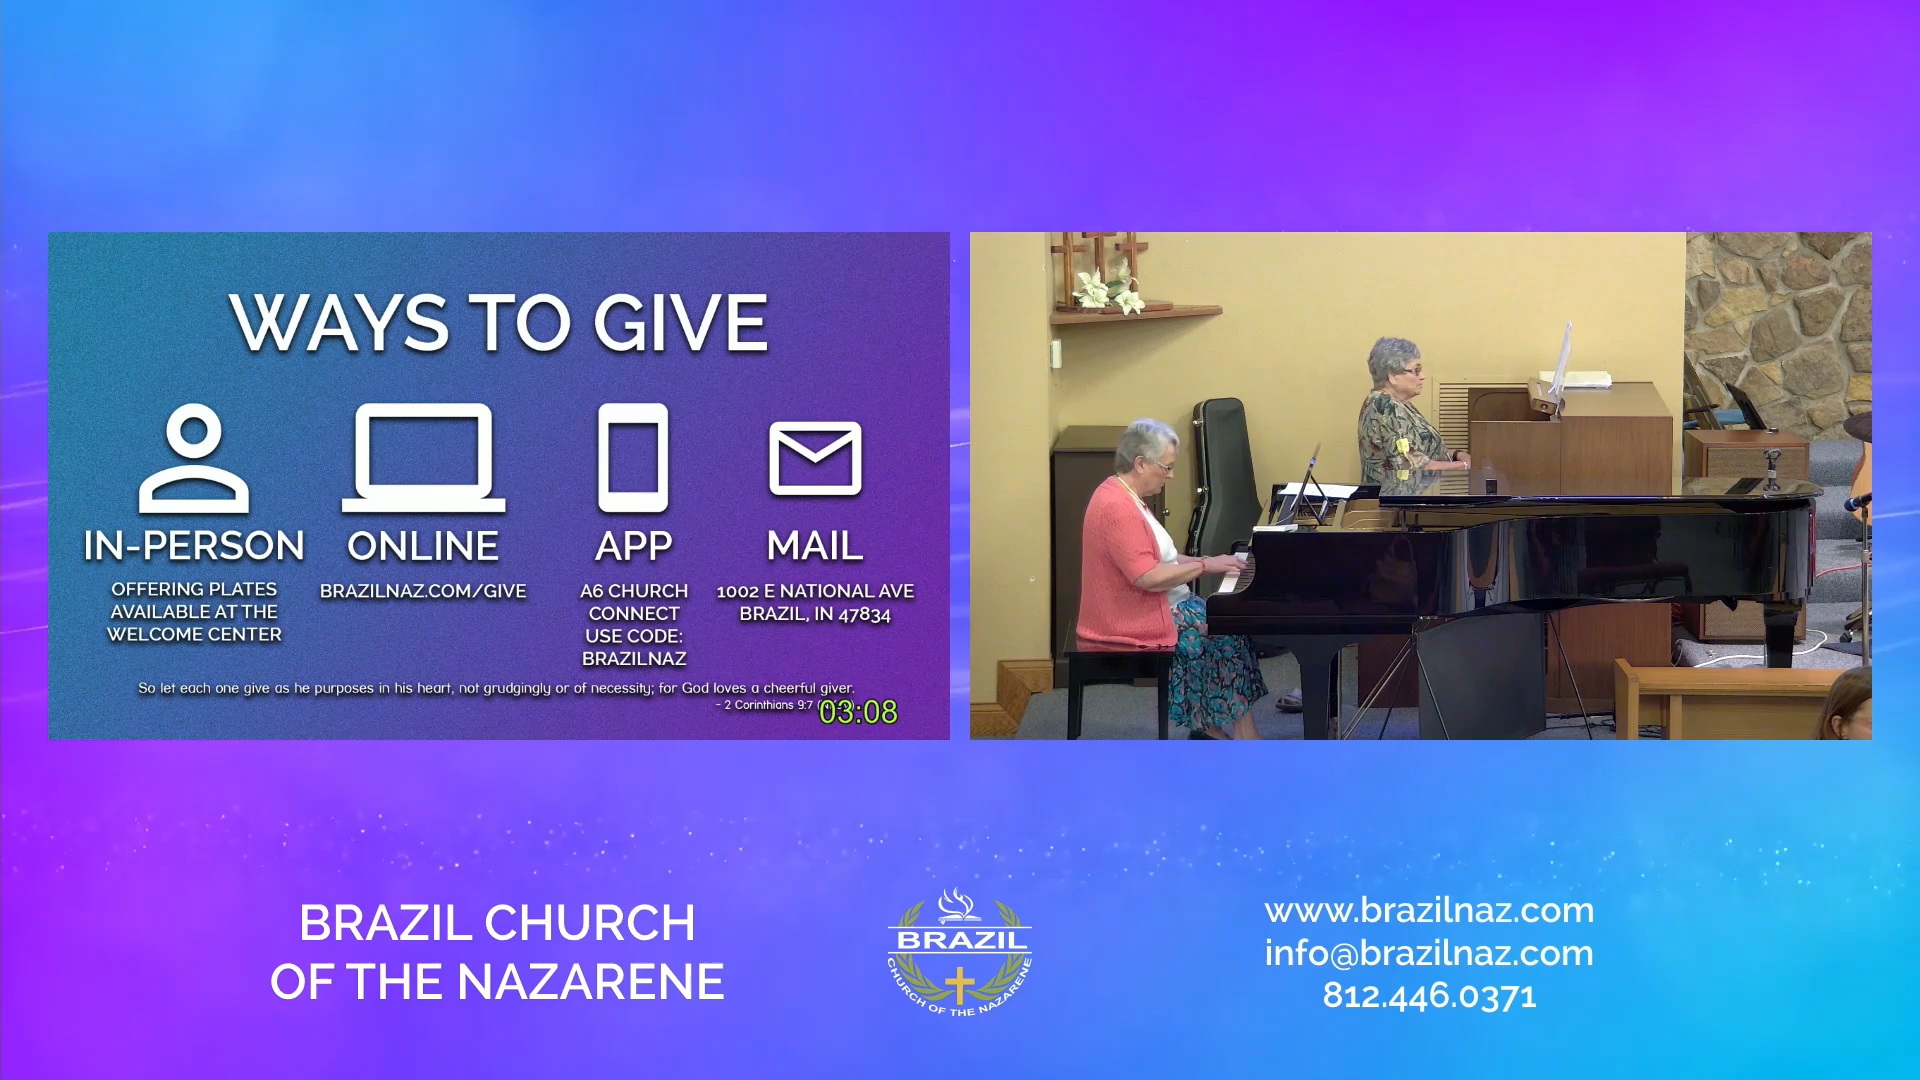 WAYS TO GIVE
IN-PERSON
OFFERING PLATES
AVAILABLE AT THE
WELCOME CENTER
ONLINE
BRAZILNAZ.COM/GIVE
APP
A6 CHURCH
CONNECT
USE CODE:
BRAZILNAZ
MAIL
1002 E NATIONAL AVE
BRAZIL, IN 47834
So let each one give as he purposes in his heart, not grudgingly or of necessity; for God loves a cheerful giver.
- 2 Corinthians 9:7
03:08
BRAZIL CHURCH
OF THE NAZARENE
BRAZIL
CHURCH OF THE NAZARENE
www.brazilnaz.com
info@brazilnaz.com
812.446.0371